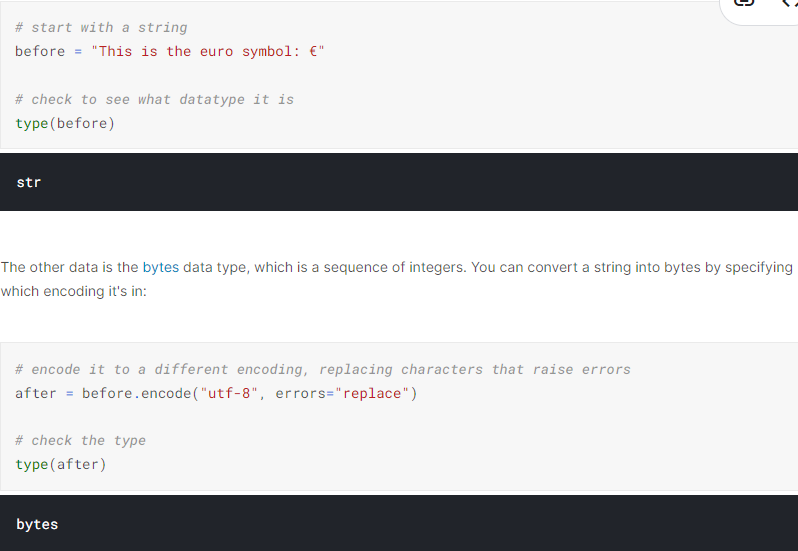 # start with a string
before = "This is the euro symbol: €"
# check to see what datatype it is
type(before)
str
The other data is the bytes data type, which is a sequence of integers. You can convert a string into bytes by specifying
which encoding it's in:
# encode it to a different encoding, replacing characters that raise errors
after = before.encode("utf-8", errors="replace")
# check the type
type(after)
bytes